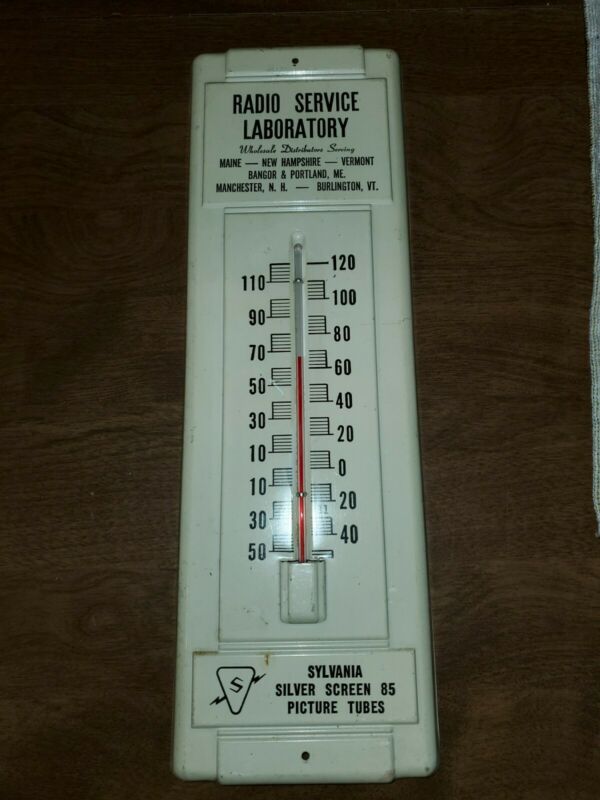 RADIO SERVICE
LABORATORY
Wholesale Distributors Serving
MAINE — NEW HAMPSHIRE — VERMONT
BANGOR & PORTLAND, ME.
MANCHESTER, N. H. — BURLINGTON, VT.
120
110
100
90
80
70
60
50
40
30
20
10
0
10
20
30
40
50
S
SYLVANIA
SILVER SCREEN 85
PICTURE TUBES